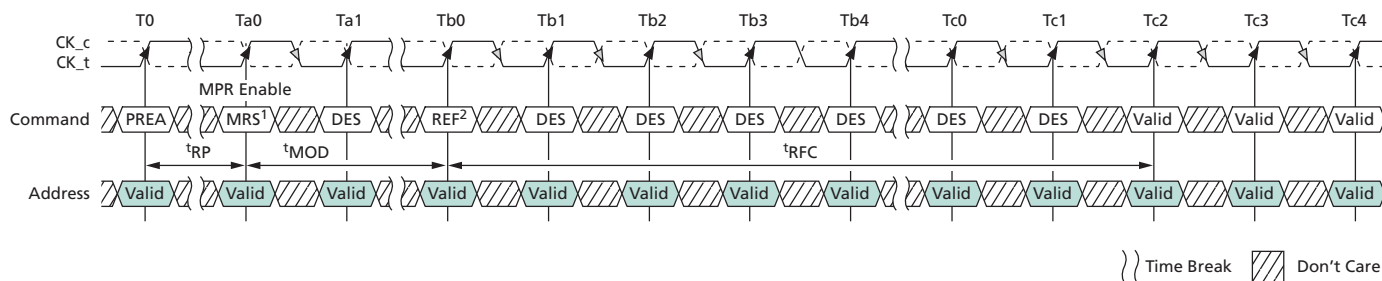 T0 Ta0 Ta1 Tb0 Tb1 Tb2 Tb3 Tb4 Tc0 Tc1 Tc2 Tc3 Tc4
CK_c
CK_t
MPR Enable
Command PREA MRS1 DES REF2 DES DES DES DES DES DES Valid Valid Valid
tRP tMOD tRFC
Address Valid Valid Valid Valid Valid Valid Valid Valid Valid Valid Valid Valid Valid
Time Break Don't Care